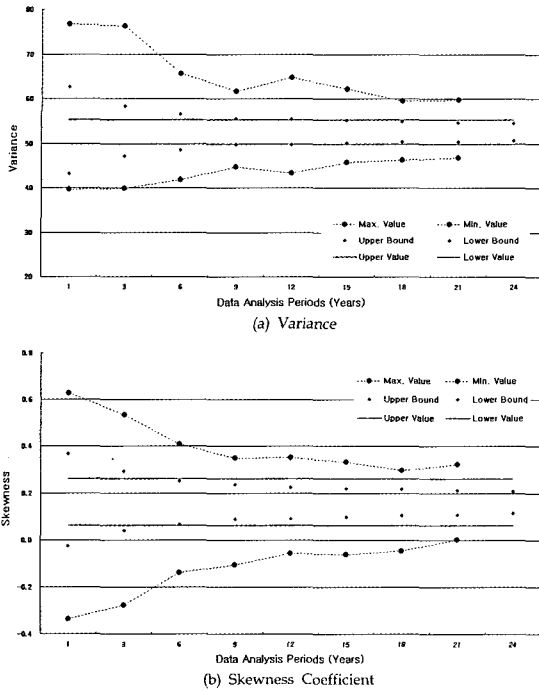 80
70
60
50
40
30
20
Variance
Max. Value
Min. Value
Upper Bound
Lower Bound
Upper Value
Lower Value
1 3 6 9 12 15 18 21 24
Data Analysis Periods (Years)
(a) Variance
0.8
0.6
0.4
0.2
0.0
-0.2
-0.4
Skewness
Max. Value
Min. Value
Upper Bound
Lower Bound
Upper Value
Lower Value
1 3 6 9 12 15 18 21 24
Data Analysis Periods (Years)
(b) Skewness Coefficient